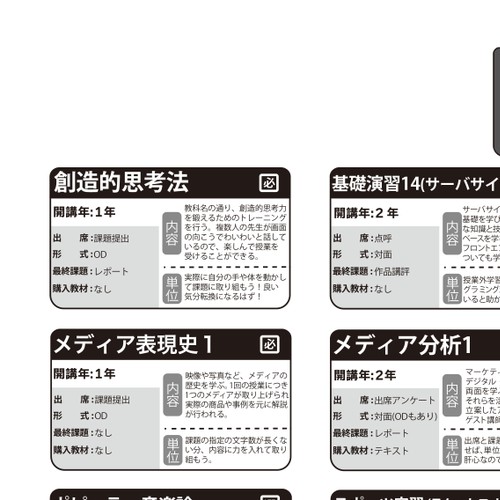 創造的思考法 必
開講年:1年
出　席:課題提出
形　式:OD
最終課題:レポート
購入教材:なし
内容
教科名の通り、創造的思考力
を鍛えるためのトレーニング
を行う。複数人の先生が画面
の向こうでわいわいと話して
いるので、楽しんで授業を
受けることができる。
単位
実際に自分の手や体を動かし
て課題に取り組もう！良い
気分転換になるはず！
基礎演習14(サーバサイ
開講年:2 年
出　席:点呼
形　式:対面
最終課題:作品講評
購入教材:なし
内容
サーバサイ
基礎を学び
な知識と技
ベースを学
フロントエン
ついても学
単位
授業外学習
グラミング
いると助か
メディア表現史 1 必
開講年:1年
出　席:課題提出
形　式:OD
最終課題:なし
購入教材:なし
内容
映像や写真など、メディアの
歴史を学ぶ。1回の授業につき
1つのメディアが取り上げられ
実際の商品や事例を元に解説
が行われる。
単位
課題の指定の文字数が長くな
い分、内容に力を入れて取り
組もう。
メディア分析1
開講年:2年
出　席:出席アンケート
形　式:対面(ODもあり)
最終課題:レポート
購入教材:テキスト
内容
マーケティ
デジタル
両面を学ぶ
それらを活
立案した
ゲスト講師
単位
出席と課題
せば、単位
肝心なので